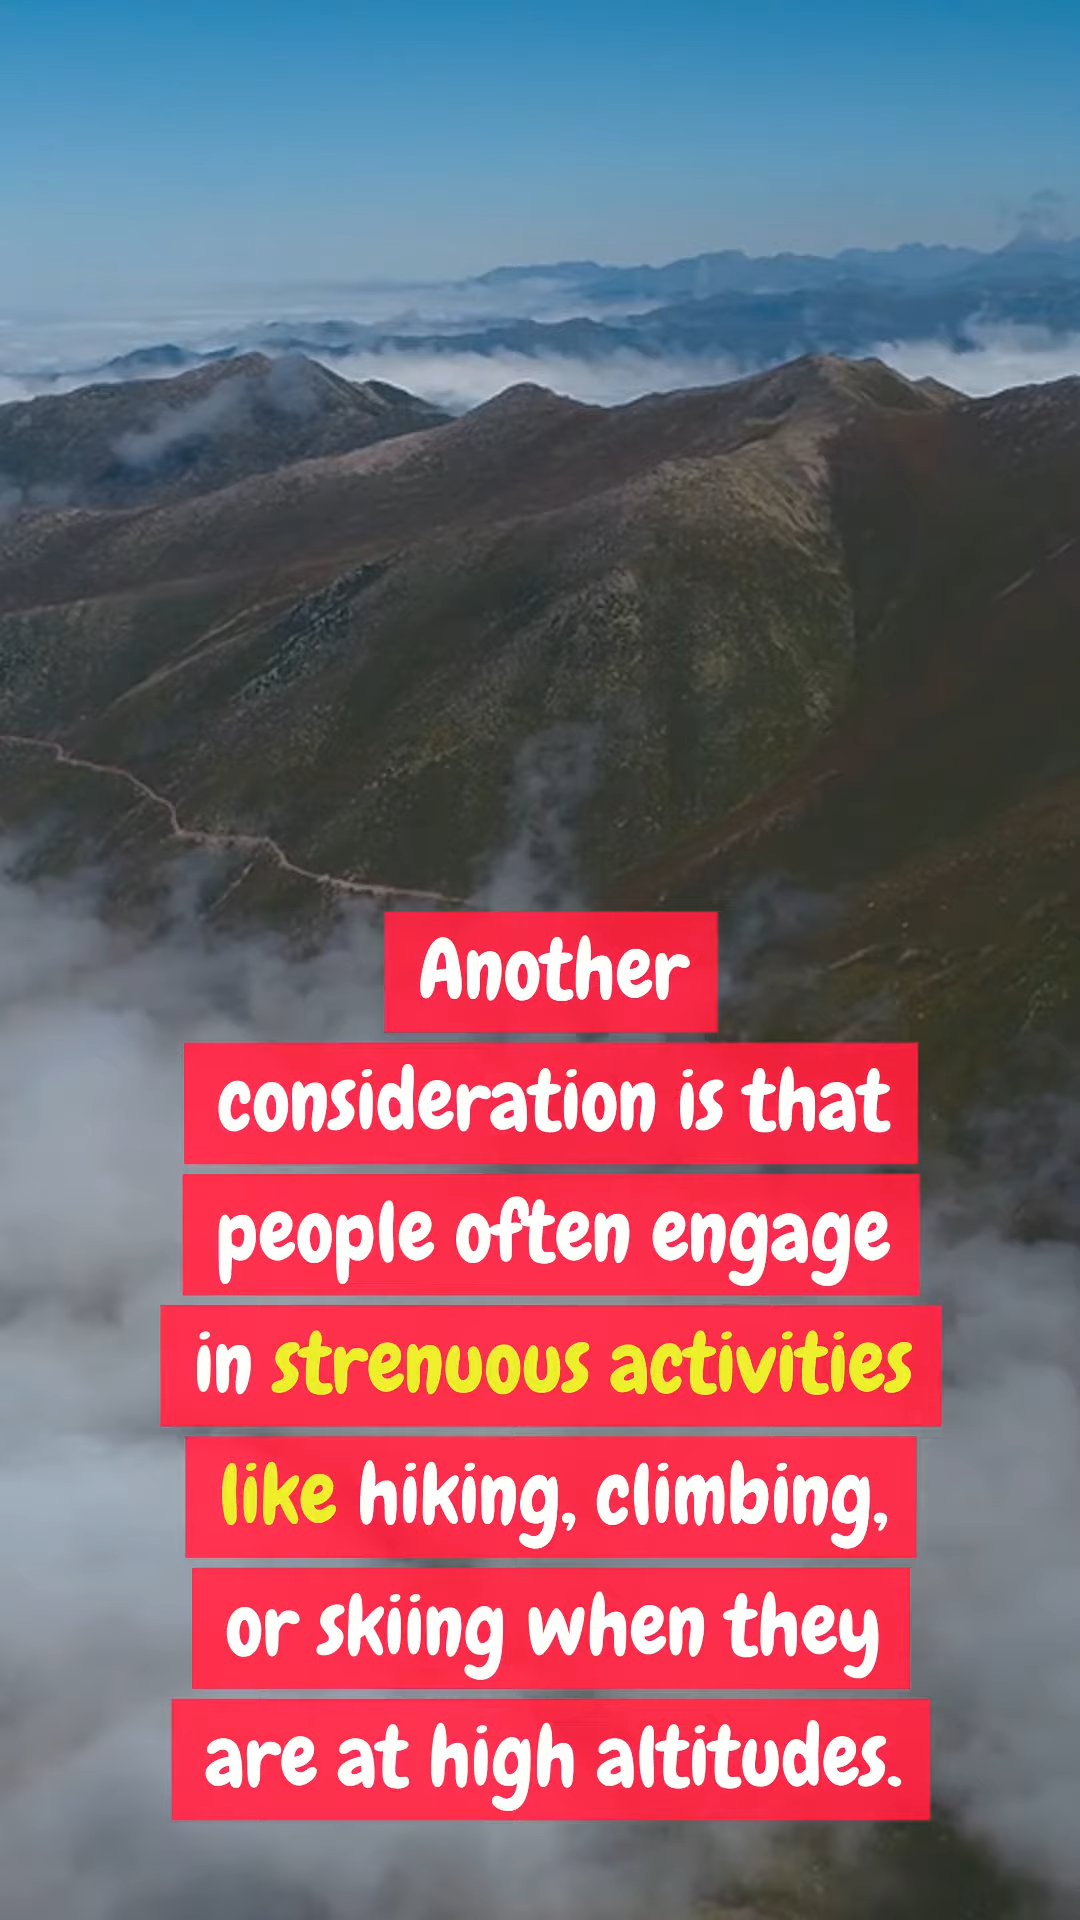 Another
consideration is that
people often engage
in strenuous activities
like hiking, climbing,
or skiing when they
are at high altitudes.